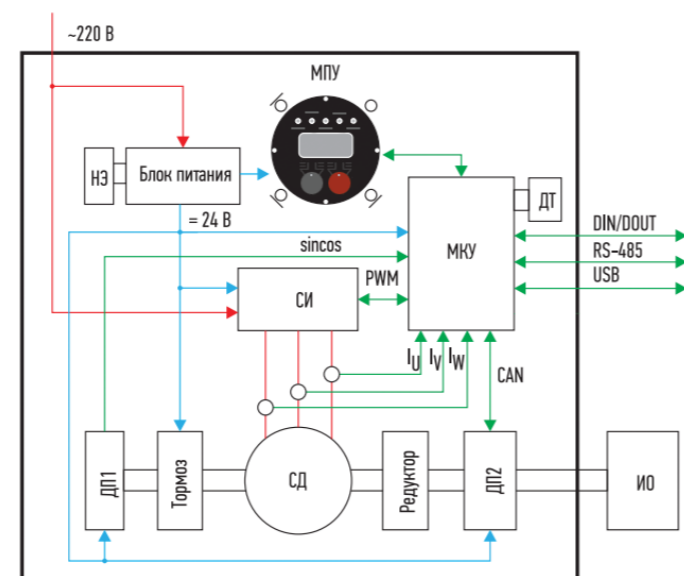 ~220 В
МПУ
НЭ
Блок питания
= 24 В
sincos
МКУ
ДТ
DIN/DOUT
RS-485
USB
СИ
PWM
IU
IV
IW
CAN
ДП1
Тормоз
СД
Редуктор
ДП2
ИО